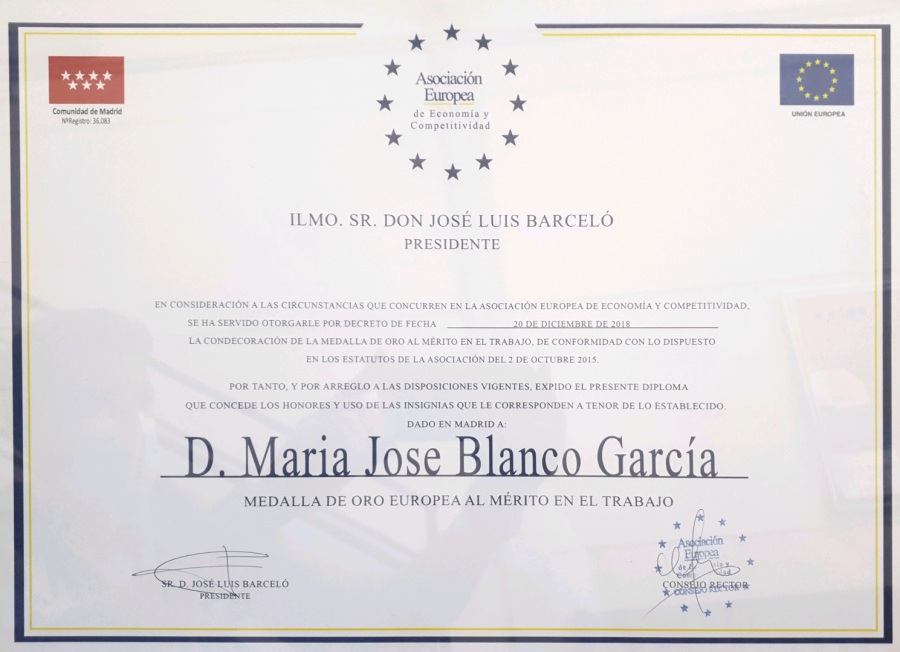 Comunidad de Madrid
NºRegistro: 36.083
Asociación
Europea
de Economía y
Competitividad
UNIÓN EUROPEA
ILMO. SR. DON JOSÉ LUIS BARCELÓ
PRESIDENTE
EN CONSIDERACIÓN A LAS CIRCUNSTANCIAS QUE CONCURREN EN LA ASOCIACIÓN EUROPEA DE ECONOMÍA Y COMPETITIVIDAD,
SE HA SERVIDO OTORGARLE POR DECRETO DE FECHA 20 DE DICIEMBRE DE 2018
LA CONDECORACIÓN DE LA MEDALLA DE ORO AL MÉRITO EN EL TRABAJO, DE CONFORMIDAD CON LO DISPUESTO
EN LOS ESTATUTOS DE LA ASOCIACIÓN DEL 2 DE OCTUBRE 2015.
POR TANTO, Y POR ARREGLO A LAS DISPOSICIONES VIGENTES, EXPIDO EL PRESENTE DIPLOMA
QUE CONCEDE LOS HONORES Y USO DE LAS INSIGNIAS QUE LE CORRESPONDEN A TENOR DE LO ESTABLECIDO.
DADO EN MADRID A:
D. Maria Jose Blanco García
MEDALLA DE ORO EUROPEA AL MÉRITO EN EL TRABAJO
SR. D. JOSÉ LUIS BARCELÓ
PRESIDENTE
Asociación
Europea
CONSEJO RECTOR
CONSEJO RECTOR